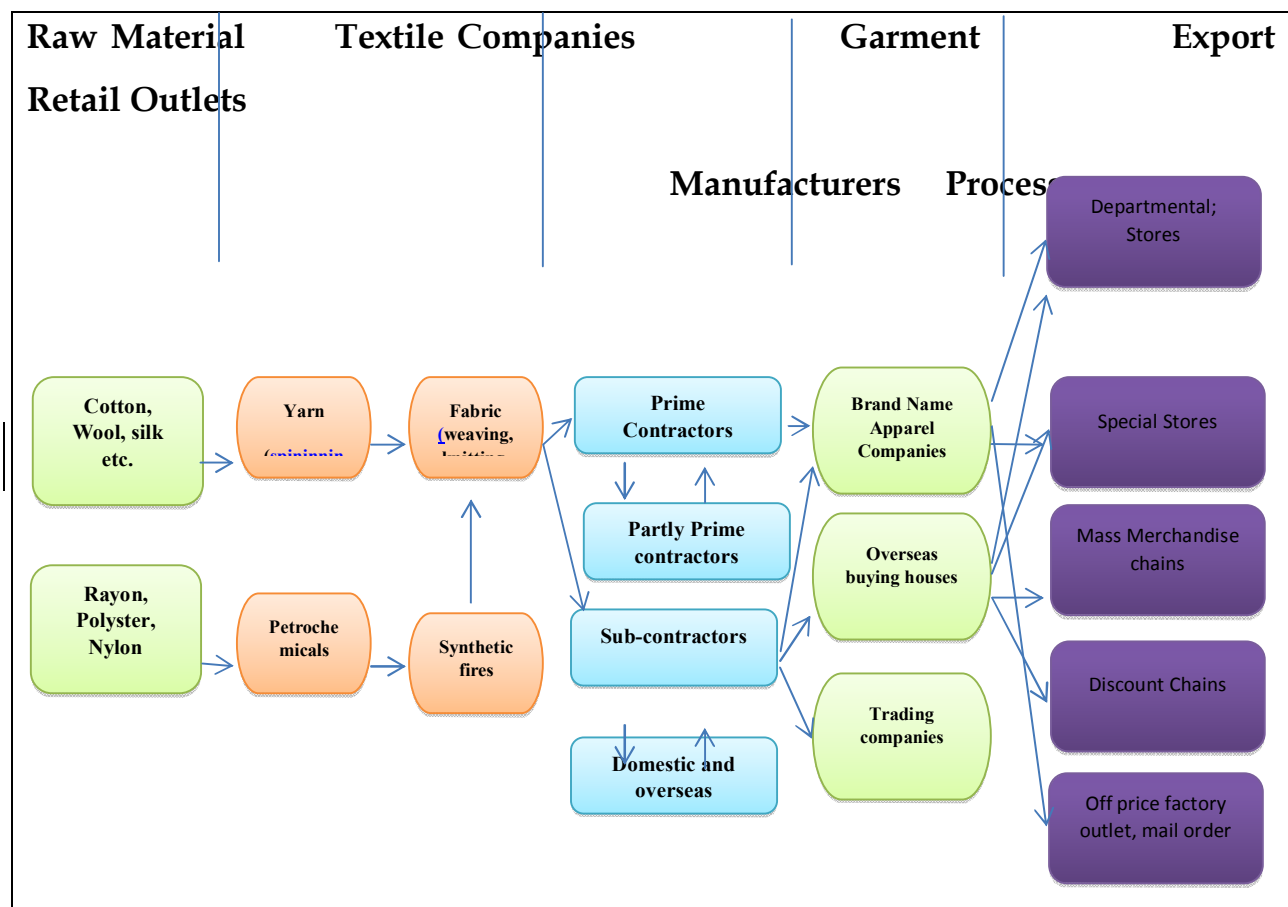 Raw Material Textile Companies Garment Export
Retail Outlets
Manufacturers Process
Departmental;
Stores
Cotton,
Wool, silk
etc.
Yarn
(spinippin
Fabric
(weaving,
knitting
Prime
Contractors
Brand Name
Apparel
Companies
Special Stores
Partly Prime
contractors
Overseas
buying houses
Mass Merchandise
chains
Rayon,
Polyster,
Nylon
Petroche
micals
Synthetic
fires
Sub-contractors
Trading
companies
Discount Chains
Domestic and
overseas
Off price factory
outlet, mail order